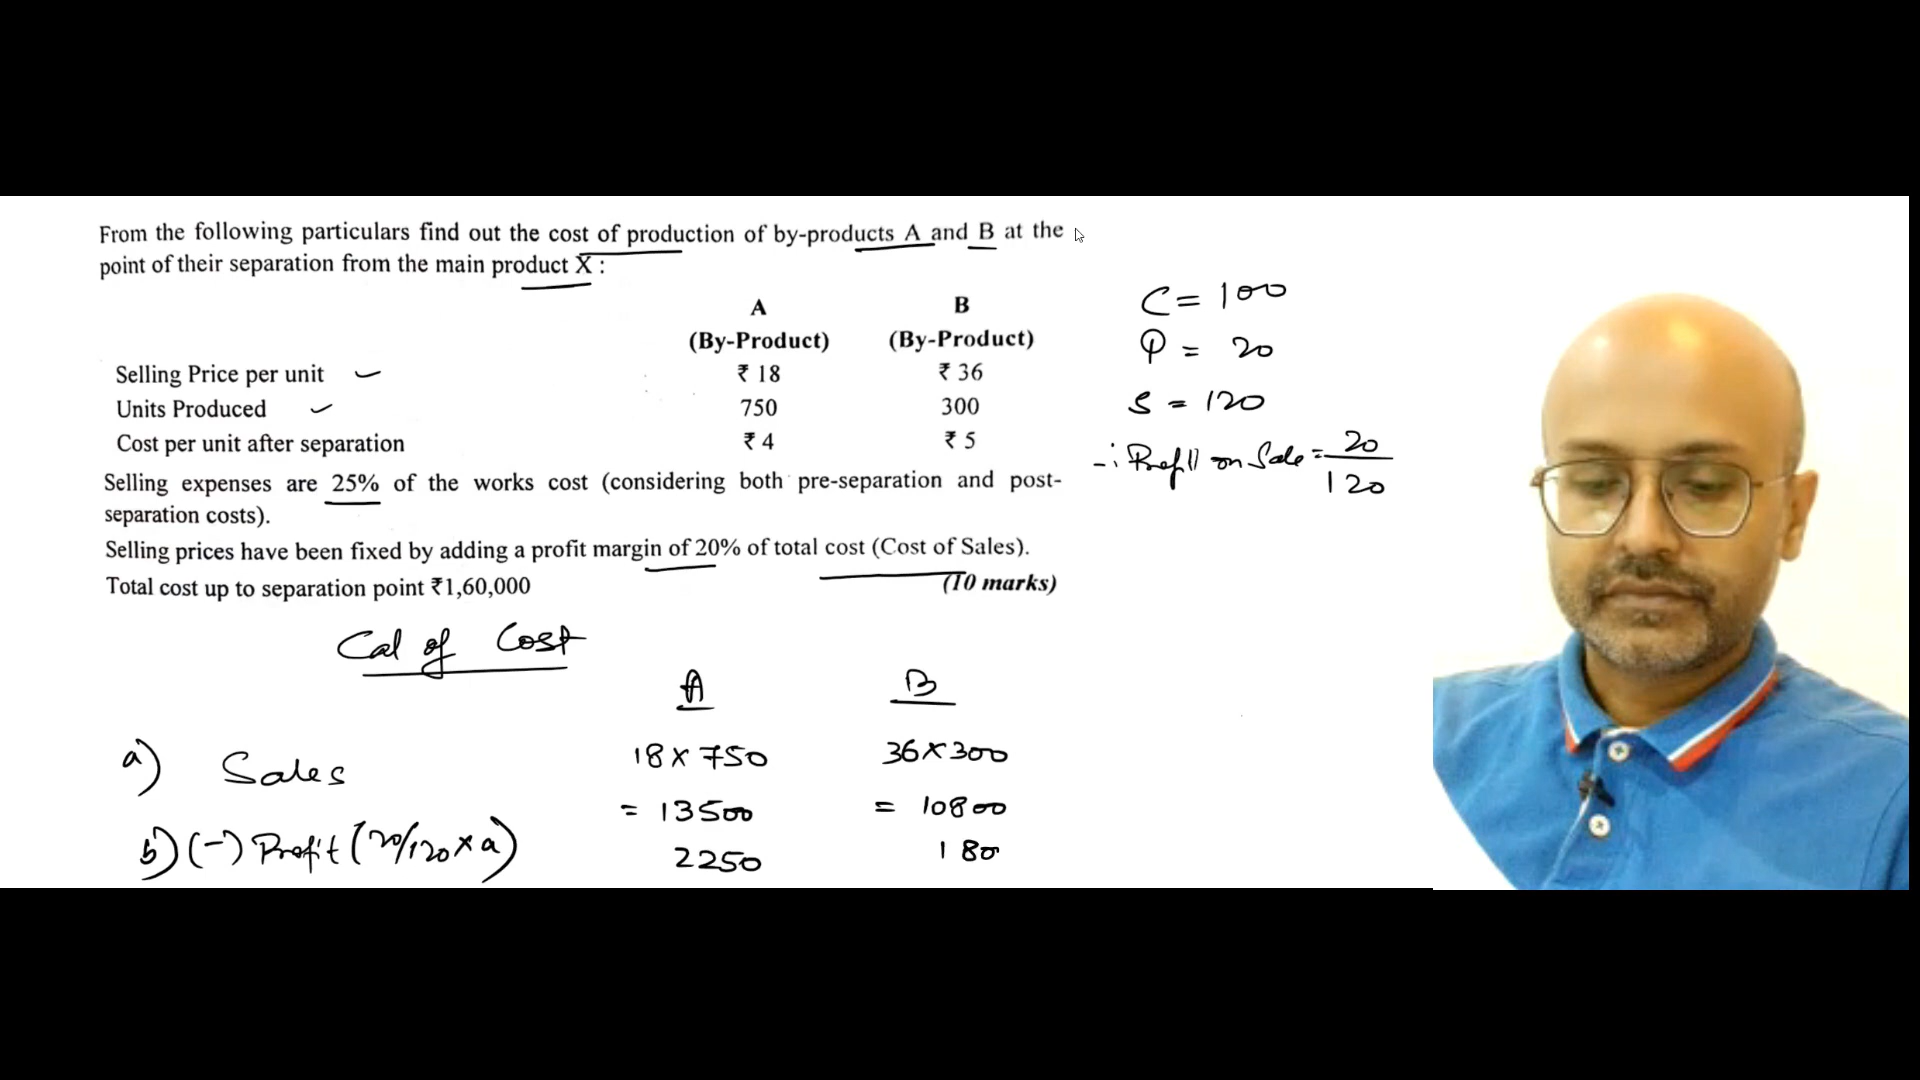 From the following particulars find out the cost of production of by-products A and B at the
point of their separation from the main product X :
A B
(By-Product) (By-Product)
Selling Price per unit ₹ 18 ₹ 36
Units Produced 750 300
Cost per unit after separation ₹ 4 ₹ 5
Selling expenses are 25% of the works cost (considering both pre-separation and post-
separation costs).
Selling prices have been fixed by adding a profit margin of 20% of total cost (Cost of Sales).
Total cost up to separation point ₹1,60,000 (10 marks)
C = 100
P = 20
S = 120
∴ Profit on Sale = 20/120
Cal of Cost
A B
a) Sales 18 × 750 36 × 300
= 13500 = 10800
b) (-) Profit (20/120 × a) 2250 180